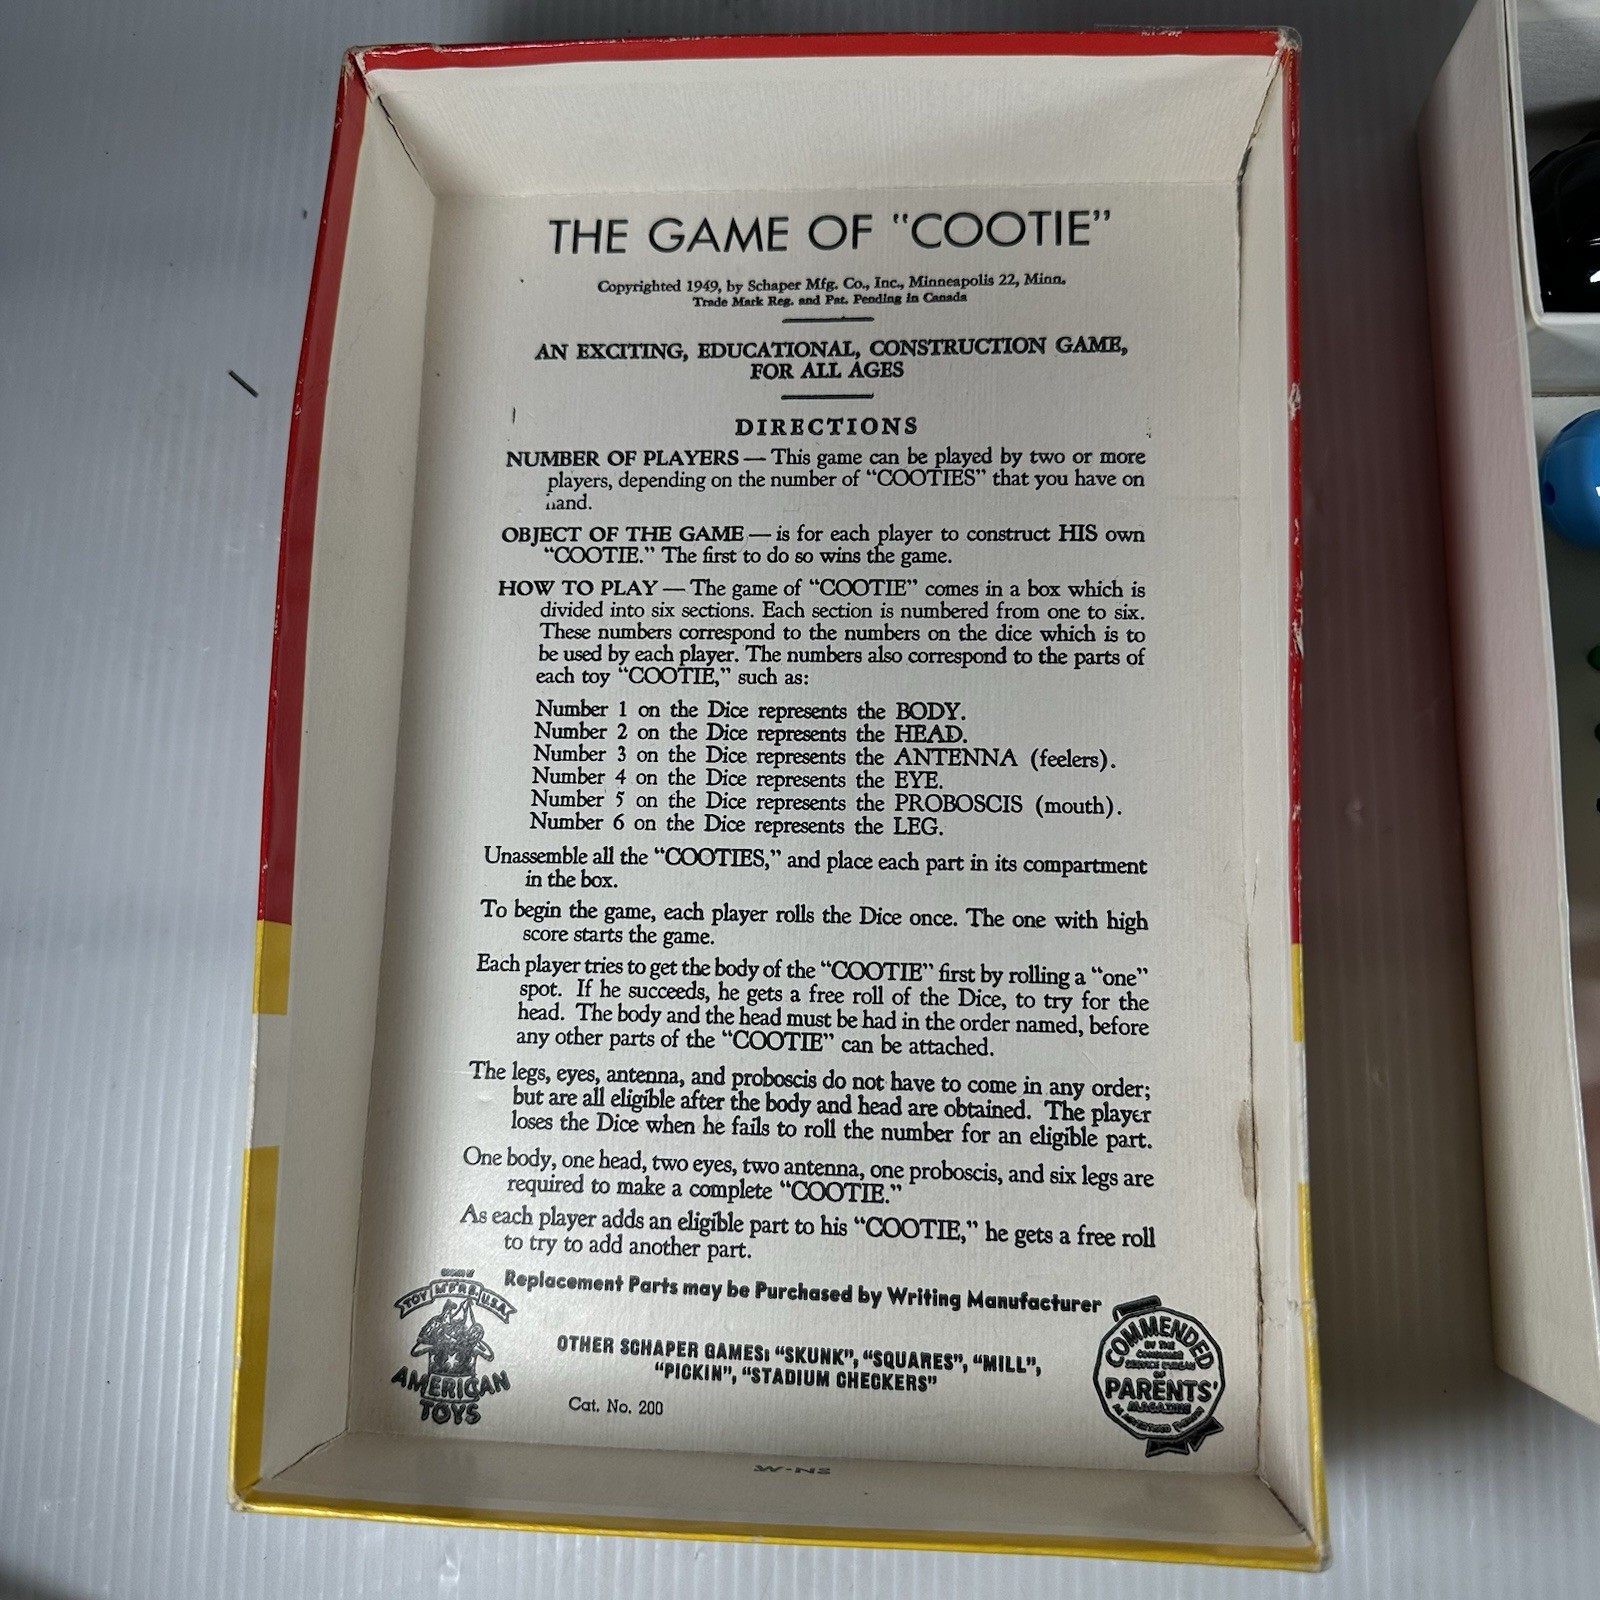 THE GAME OF "COOTIE"
Copyrighted 1949, by Schaper Mfg. Co., Inc., Minneapolis 22, Minn.
Trade Mark Reg. and Pat. Pending in Canada
AN EXCITING, EDUCATIONAL, CONSTRUCTION GAME,
FOR ALL AGES
DIRECTIONS
NUMBER OF PLAYERS — This game can be played by two or more
players, depending on the number of "COOTIES" that you have on
hand.
OBJECT OF THE GAME — is for each player to construct HIS own
"COOTIE." The first to do so wins the game.
HOW TO PLAY — The game of "COOTIE" comes in a box which is
divided into six sections. Each section is numbered from one to six.
These numbers correspond to the numbers on the dice which is to
be used by each player. The numbers also correspond to the parts of
each toy "COOTIE," such as:
Number 1 on the Dice represents the BODY.
Number 2 on the Dice represents the HEAD.
Number 3 on the Dice represents the ANTENNA (feelers).
Number 4 on the Dice represents the EYE.
Number 5 on the Dice represents the PROBOSCIS (mouth).
Number 6 on the Dice represents the LEG.
Unassemble all the "COOTIES," and place each part in its compartment
in the box.
To begin the game, each player rolls the Dice once. The one with high
score starts the game.
Each player tries to get the body of the "COOTIE" first by rolling a "one"
spot. If he succeeds, he gets a free roll of the Dice, to try for the
head. The body and the head must be had in the order named, before
any other parts of the "COOTIE" can be attached.
The legs, eyes, antenna, and proboscis do not have to come in any order;
but are all eligible after the body and head are obtained. The player
loses the Dice when he fails to roll the number for an eligible part.
One body, one head, two eyes, two antenna, one proboscis, and six legs are
required to make a complete "COOTIE."
As each player adds an eligible part to his "COOTIE," he gets a free roll
to try to add another part.
Replacement Parts may be Purchased by Writing Manufacturer
TOY MFRS. U.S.A.
AMERICAN
TOYS
OTHER SCHAPER GAMES: "SKUNK", "SQUARES", "MILL",
"PICKIN", "STADIUM CHECKERS"
Cat. No. 200
COMMENDED
BY THE
CONSUMER
SERVICE BUREAU
OF
PARENTS'
MAGAZINE
AS ADVERTISED THEREIN